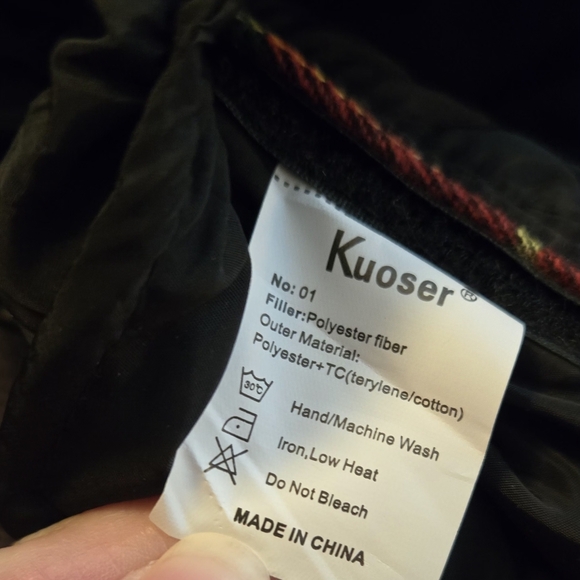 Kuoser®
No: 01
Filler:Polyester fiber
Outer Material:
Polyester+TC(terylene/cotton)
30℃
Hand/Machine Wash
Iron,Low Heat
Do Not Bleach
MADE IN CHINA